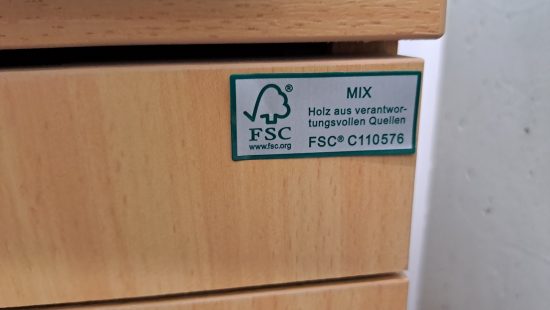 MIX
Holz aus verantwor-
tungsvollen Quellen
FSC® C110576
®
FSC
www.fsc.org